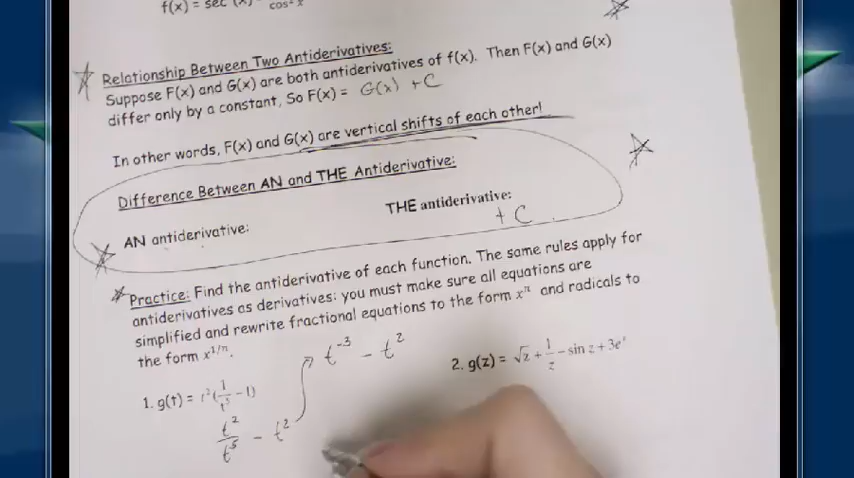 f(x) = sec (x)
cos² x
Relationship Between Two Antiderivatives:
Suppose F(x) and G(x) are both antiderivatives of f(x). Then F(x) and G(x)
differ only by a constant, So F(x) = G(x) + C
In other words, F(x) and G(x) are vertical shifts of each other!
Difference Between AN and THE Antiderivative:
AN antiderivative:
THE antiderivative:
+ C
Practice: Find the antiderivative of each function. The same rules apply for
antiderivatives as derivatives: you must make sure all equations are
simplified and rewrite fractional equations to the form xⁿ and radicals to
the form x^{1/n}.
t⁻³ - t²
1. g(t) = t²(1/t⁵ - 1)
2. g(z) = √z + 1/z - sin z + 3e^z
t²/t⁵ - t²